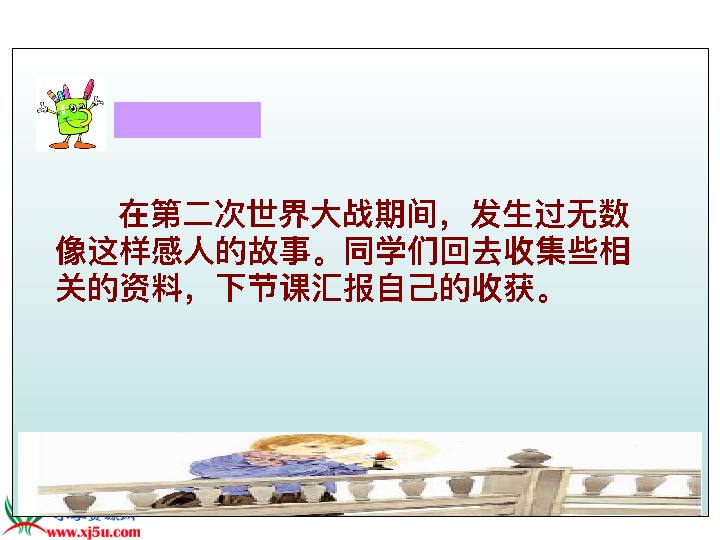 在第二次世界大战期间，发生过无数
像这样感人的故事。同学们回去收集些相
关的资料，下节课汇报自己的收获。
www.xj5u.com